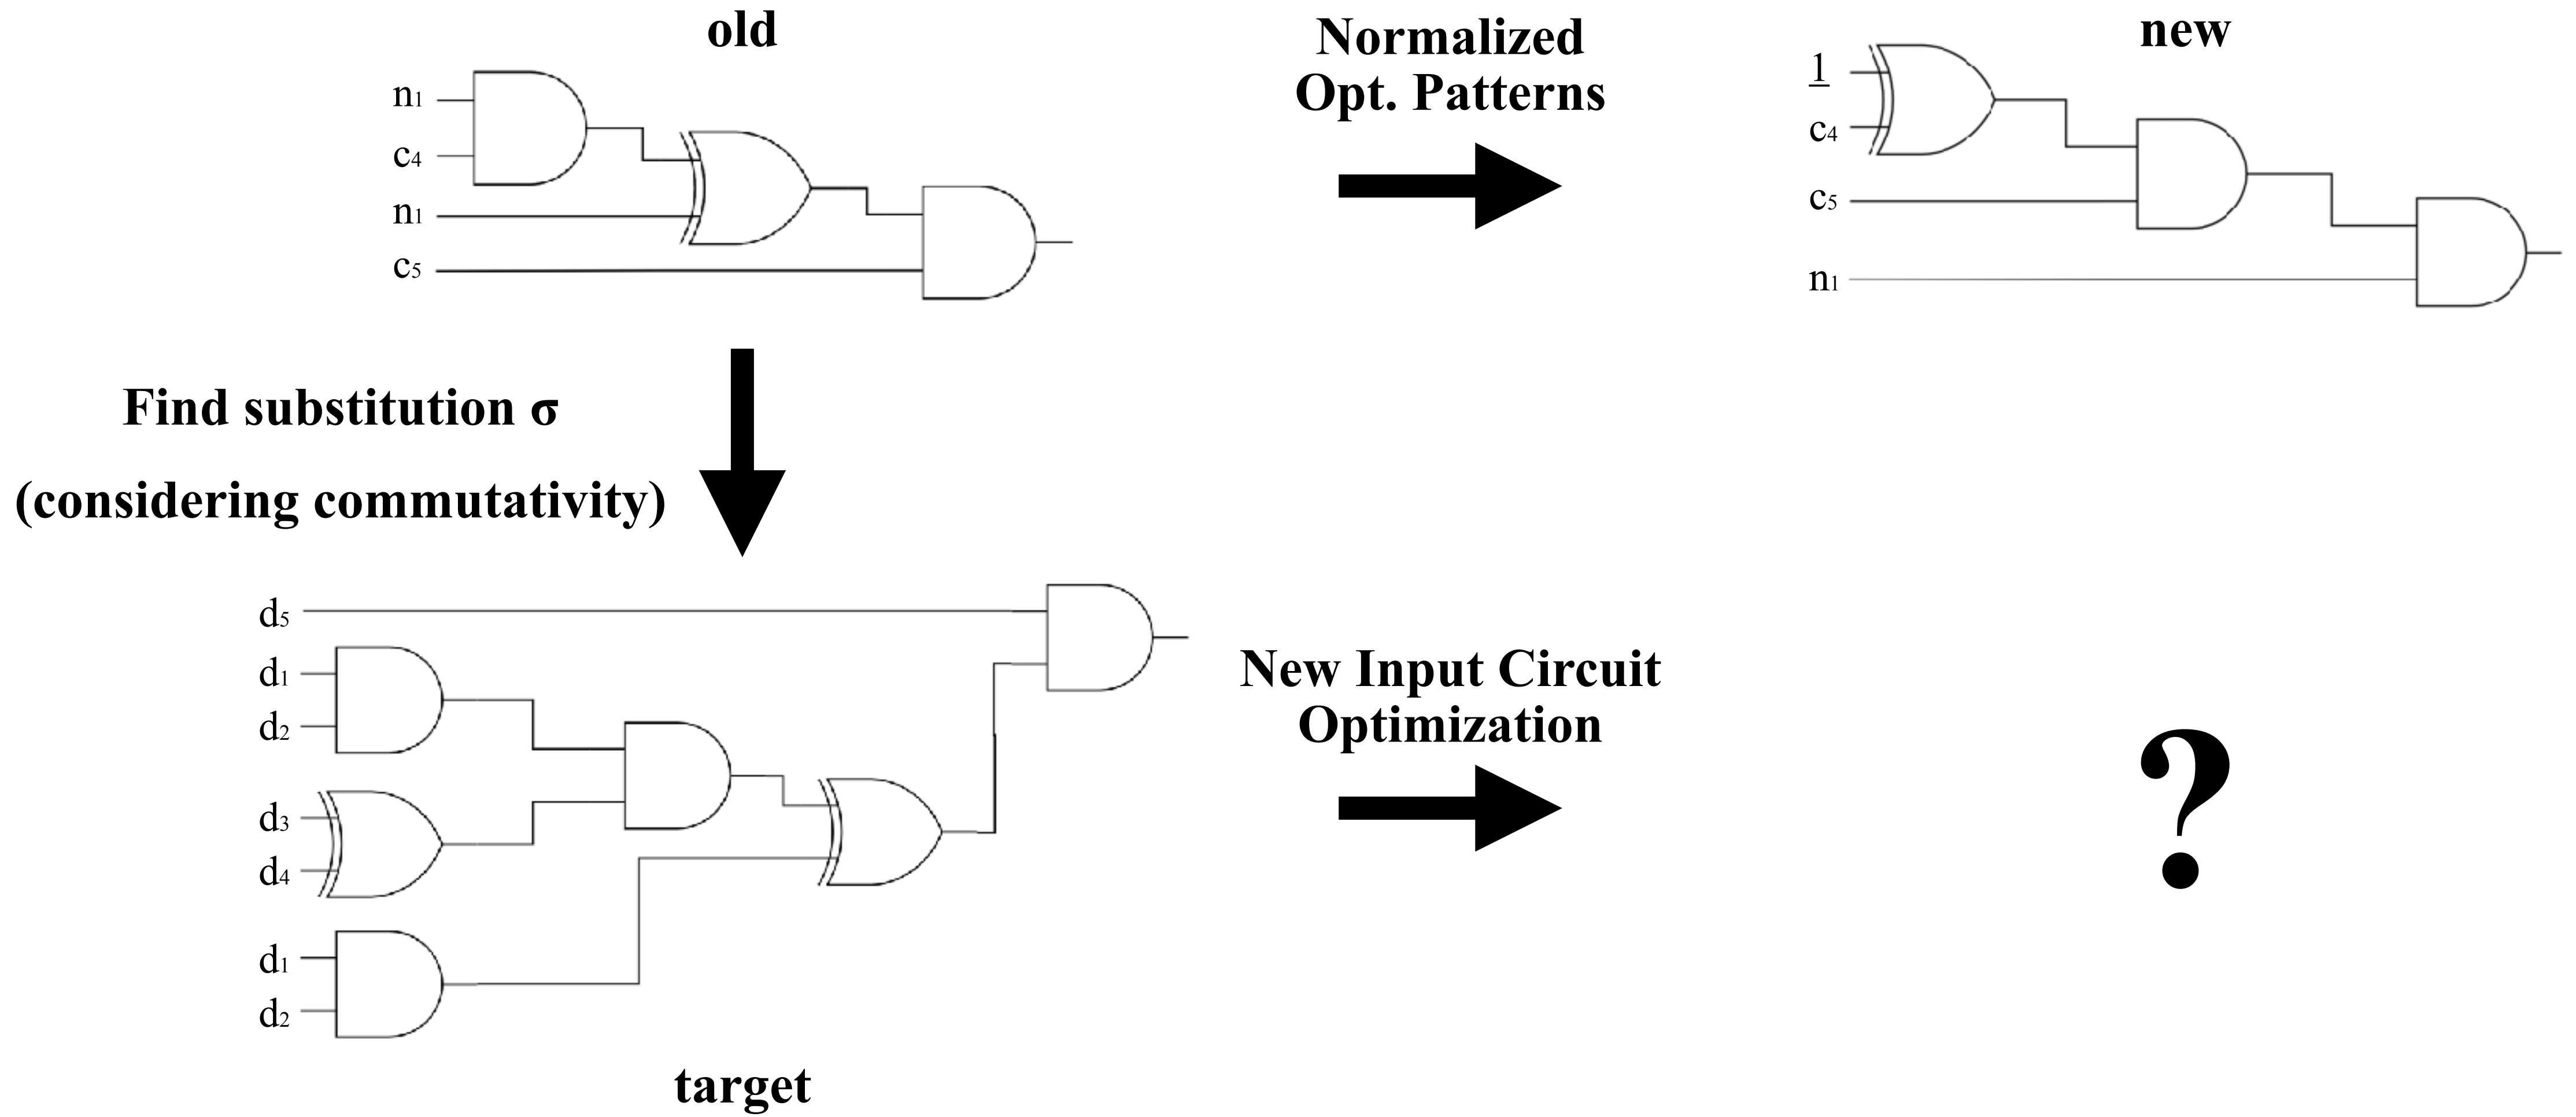 old
n1
c4
n1
c5
Normalized
Opt. Patterns
new
1
c4
c5
n1
Find substitution σ
(considering commutativity)
d5
d1
d2
d3
d4
d1
d2
target
New Input Circuit
Optimization
?